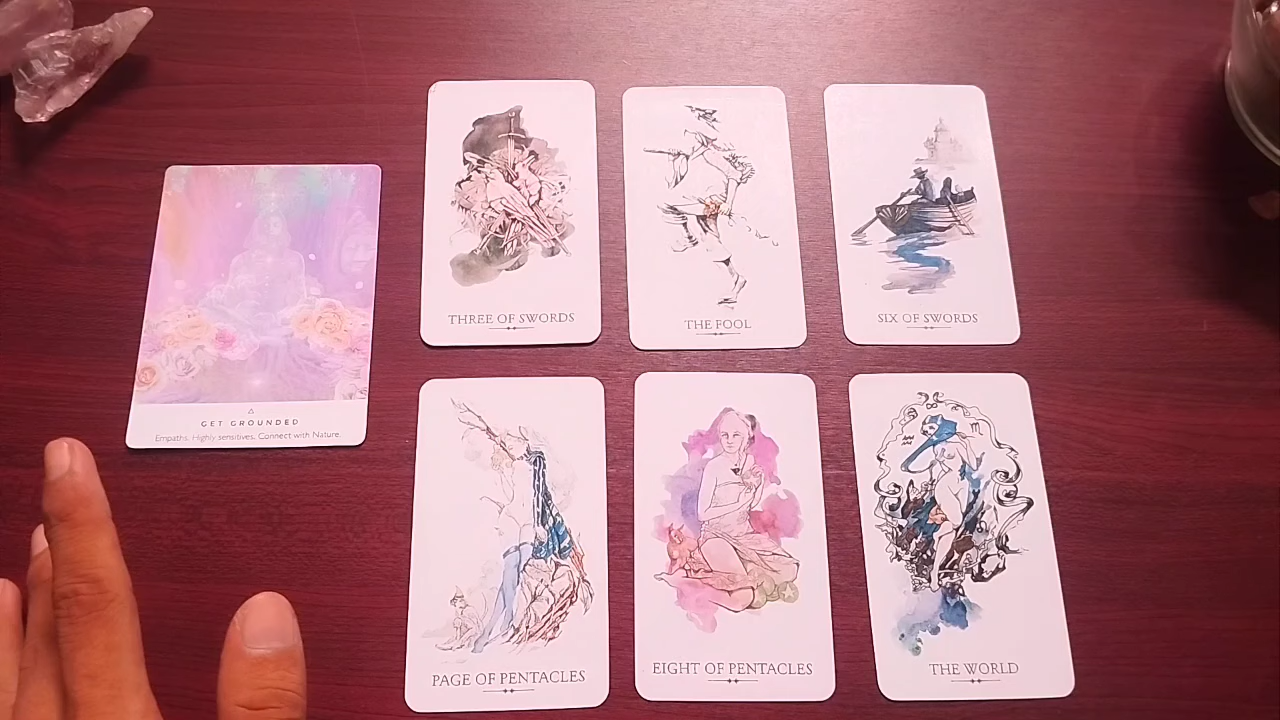 GET GROUNDED
Empaths. Highly sensitives. Connect with Nature.
THREE OF SWORDS
THE FOOL
SIX OF SWORDS
PAGE OF PENTACLES
EIGHT OF PENTACLES
THE WORLD